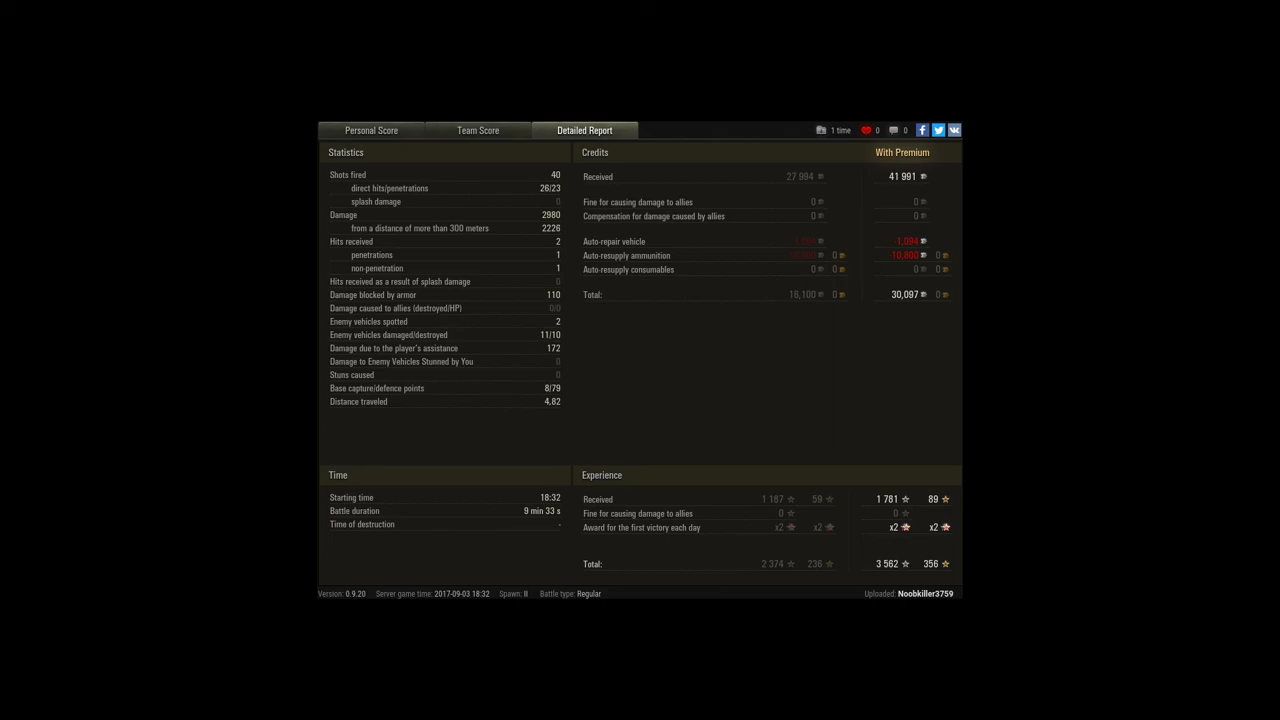 Personal Score Team Score Detailed Report 1 time 0 0
Statistics
Shots fired 40
direct hits/penetrations 26/23
splash damage 0
Damage 2980
from a distance of more than 300 meters 2226
Hits received 2
penetrations 1
non-penetration 1
Hits received as a result of splash damage 0
Damage blocked by armor 110
Damage caused to allies (destroyed/HP) 0/0
Enemy vehicles spotted 2
Enemy vehicles damaged/destroyed 11/10
Damage due to the player's assistance 172
Damage to Enemy Vehicles Stunned by You 0
Stuns caused 0
Base capture/defence points 8/79
Distance traveled 4,82
Credits With Premium
Received 27 994 41 991
Fine for causing damage to allies 0 0
Compensation for damage caused by allies 0 0
Auto-repair vehicle -1,094
Auto-resupply ammunition 0 -10,800 0
Auto-resupply consumables 0 0 0 0
Total: 16,100 0 30,097 0
Time
Starting time 18:32
Battle duration 9 min 33 s
Time of destruction -
Experience
Received 1 187 59 1 781 89
Fine for causing damage to allies 0 0
Award for the first victory each day x2 x2 x2 x2
Total: 2 374 236 3 562 356
Version: 0.9.20 Server game time: 2017-09-03 18:32 Spawn: II Battle type: Regular Uploaded: Noobkiller3759